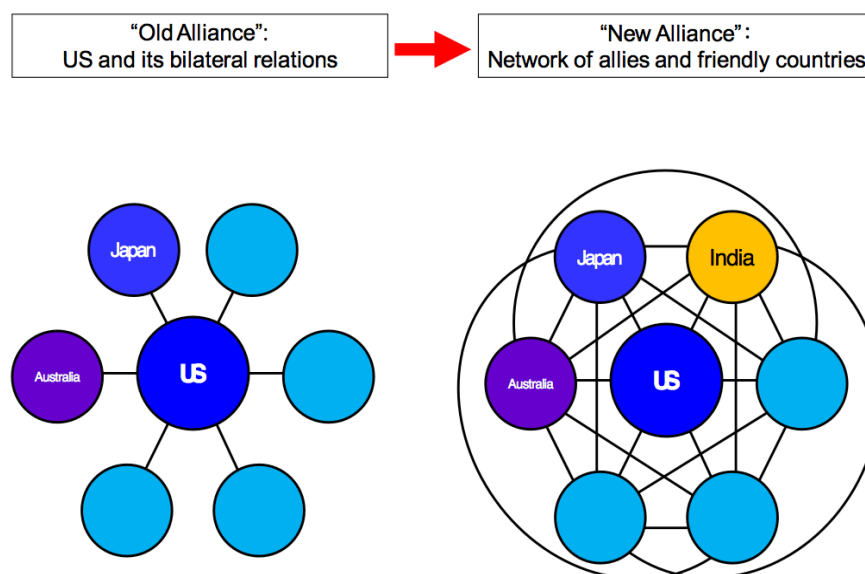 “Old Alliance”:
US and its bilateral relations
“New Alliance”:
Network of allies and friendly countries
Japan
Australia
US
Japan
India
Australia
US